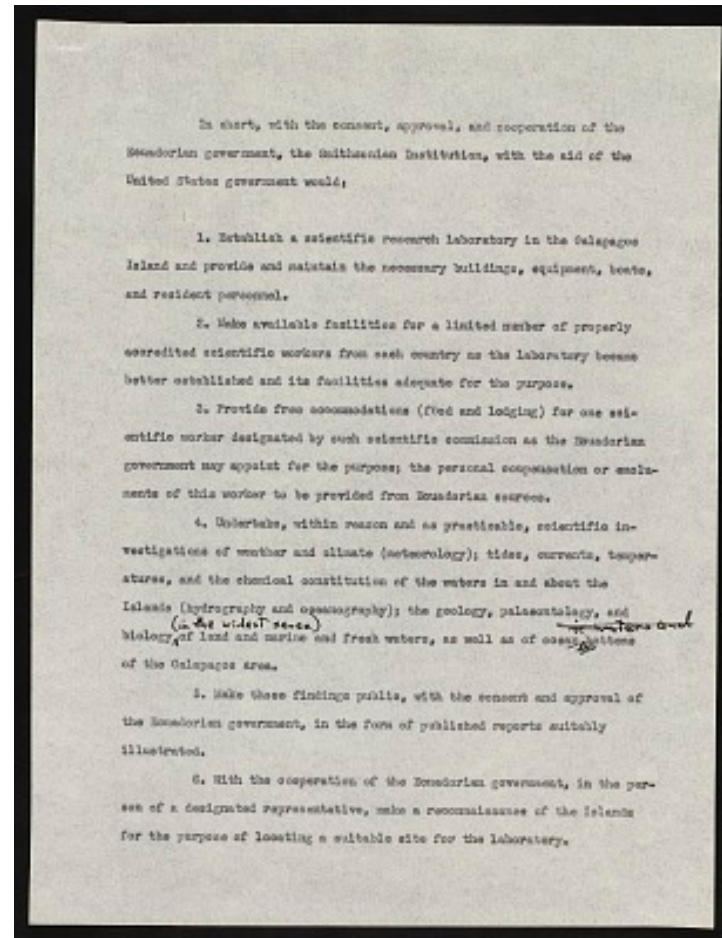 In short, with the consent, approval, and cooperation of the
Ecuadorian government, the Smithsonian Institution, with the aid of the
United States government would:
1. Establish a scientific research laboratory in the Galapagos
Island and provide and maintain the necessary buildings, equipment, boats,
and resident personnel.
2. Make available facilities for a limited number of properly
accredited scientific workers from each country as the laboratory became
better established and its facilities adequate for the purpose.
3. Provide free accommodations (food and lodging) for one sci-
entific worker designated by such scientific commission as the Ecuadorian
government may appoint for the purpose; the personal compensation or emolu-
ments of this worker to be provided from Ecuadorian sources.
4. Undertake, within reason and as practicable, scientific in-
vestigations of weather and climate (meteorology); tides, currents, temper-
atures, and the chemical constitution of the waters in and about the
Islands (hydrography and oceanography); the geology, palaeontology, and
(in the widest sense) waters and
biology of land and marine and fresh waters, as well as of ocean bottoms
of the Galapagos area.
5. Make these findings public, with the consent and approval of
the Ecuadorian government, in the form of published reports suitably
illustrated.
6. With the cooperation of the Ecuadorian government, in the per-
son of a designated representative, make a reconnaissance of the Islands
for the purpose of locating a suitable site for the laboratory.